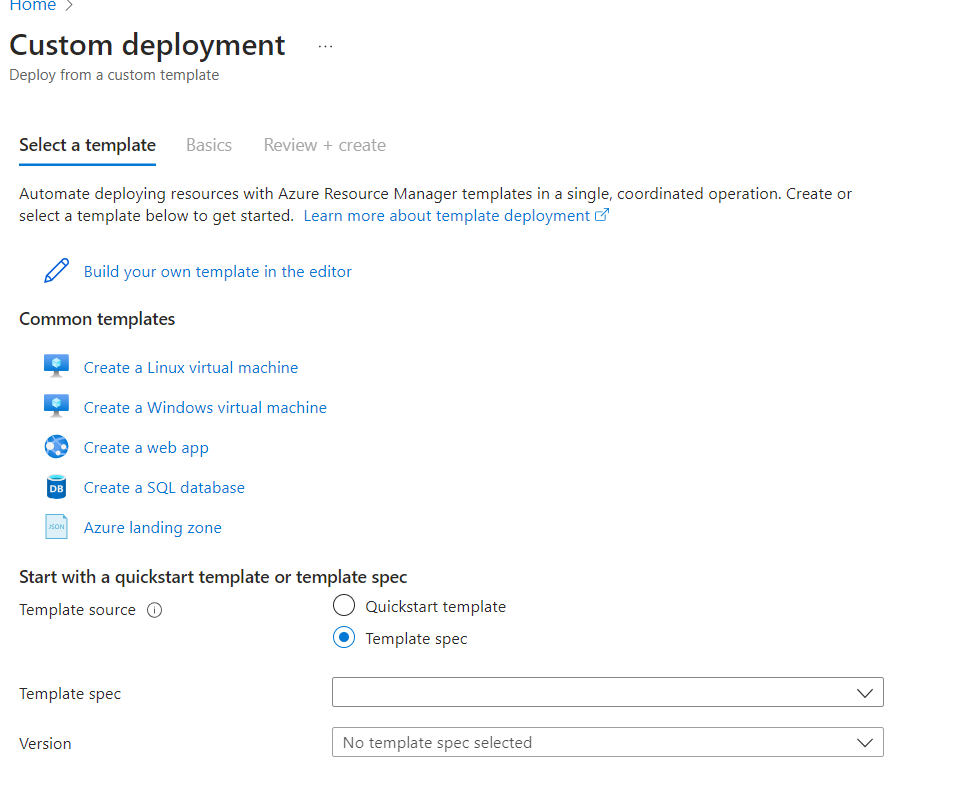 Home
Custom deployment ...
Deploy from a custom template
Select a template Basics Review + create
Automate deploying resources with Azure Resource Manager templates in a single, coordinated operation. Create or
select a template below to get started. Learn more about template deployment
Build your own template in the editor
Common templates
Create a Linux virtual machine
Create a Windows virtual machine
Create a web app
DB Create a SQL database
JSON Azure landing zone
Start with a quickstart template or template spec
Template source Quickstart template
Template spec
Template spec
Version No template spec selected